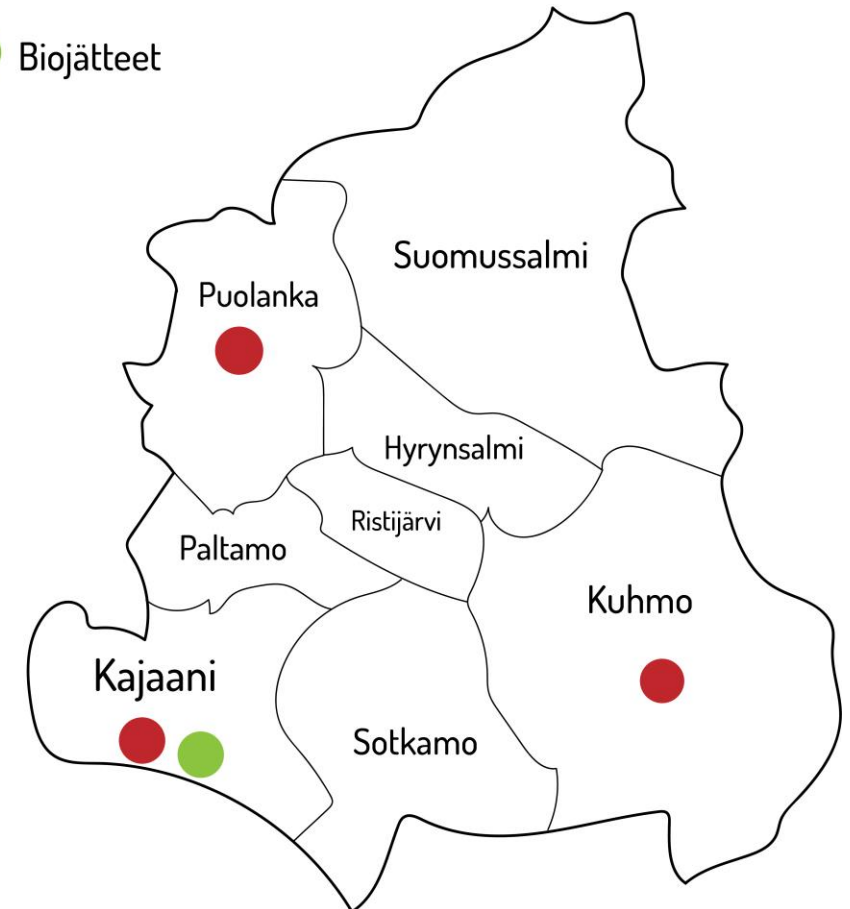 Biojätteet
Suomussalmi
Puolanka
Hyrynsalmi
Ristijärvi
Paltamo
Kuhmo
Kajaani
Sotkamo